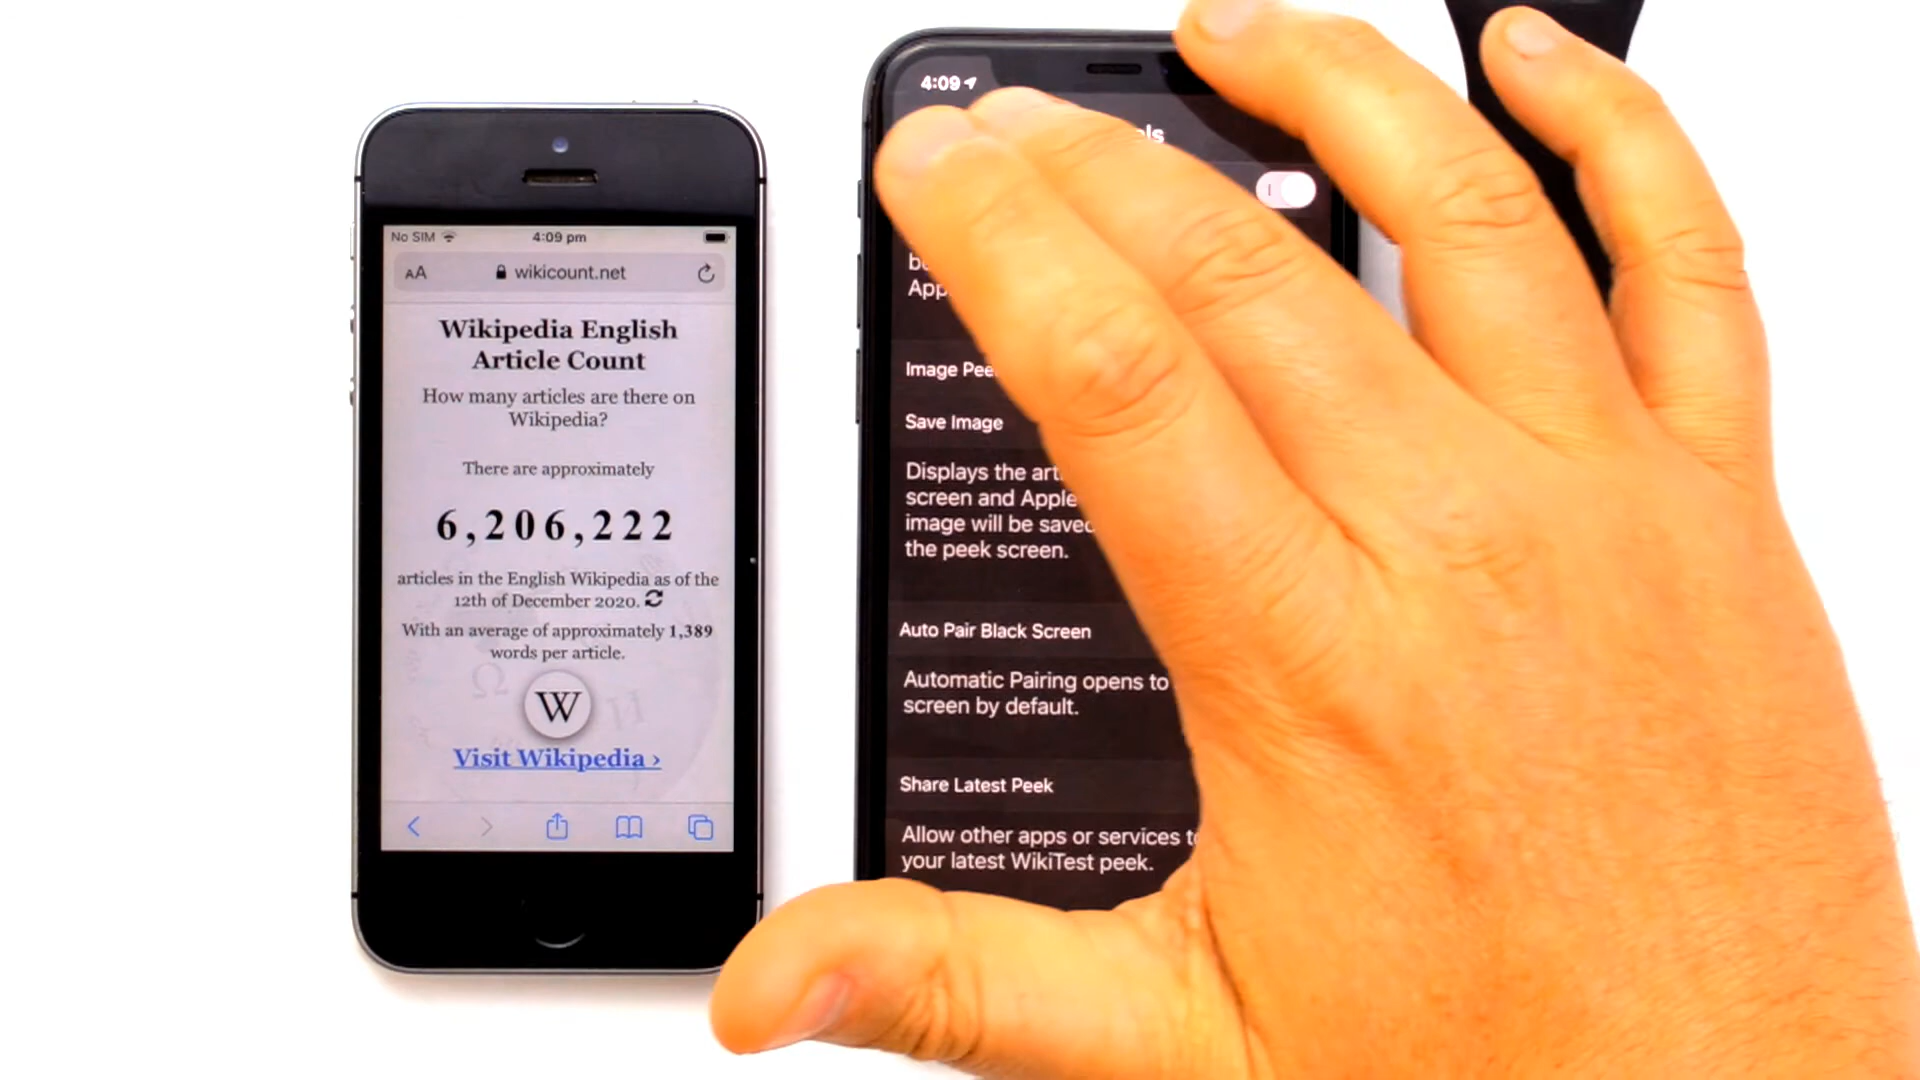 No SIM
4:09 pm
AA
wikicount.net
Wikipedia English
Article Count
How many articles are there on
Wikipedia?
There are approximately
6,206,222
articles in the English Wikipedia as of the
12th of December 2020.
With an average of approximately 1,389
words per article.
W
Visit Wikipedia ›
4:09
Image
Save Image
Displays the
screen and Apple
image will be saved
the peek screen.
Auto Pair Black Screen
Automatic Pairing opens to
screen by default.
Share Latest Peek
Allow other apps or services to
your latest WikiTest peek.